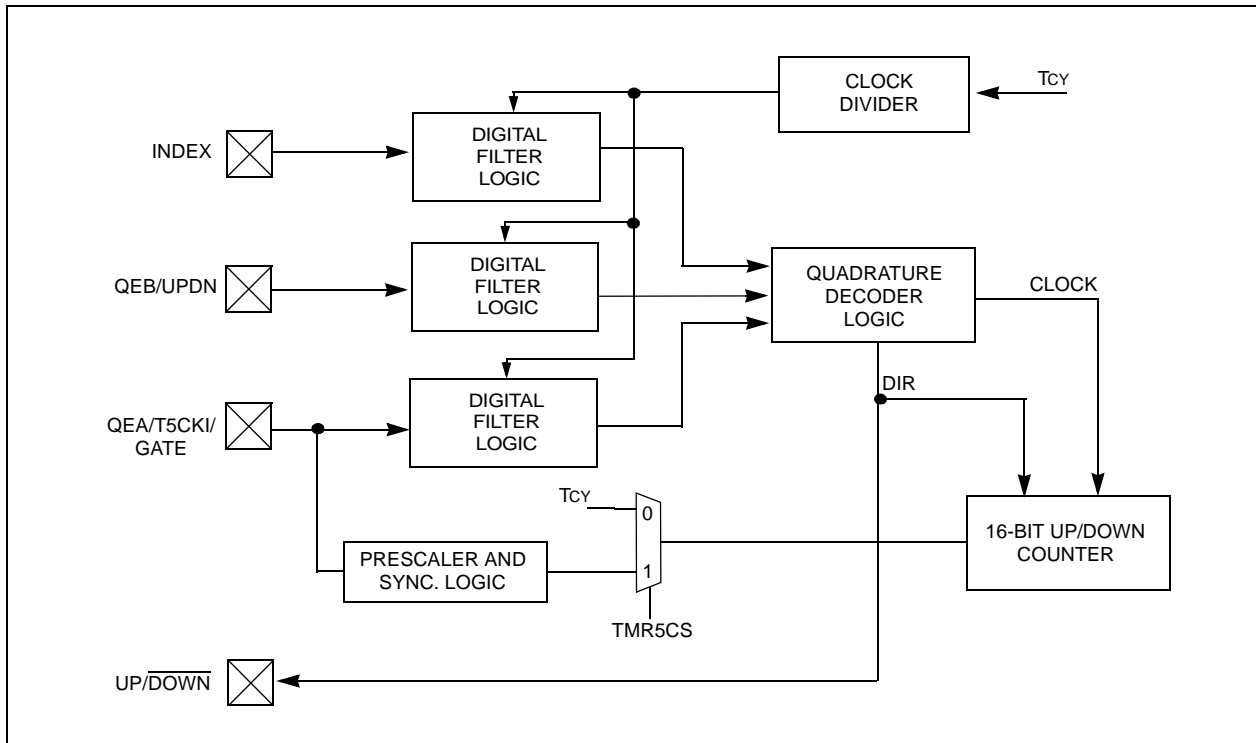 CLOCK
DIVIDER
TCY
INDEX
DIGITAL
FILTER
LOGIC
QEB/UPDN
DIGITAL
FILTER
LOGIC
QUADRATURE
DECODER
LOGIC
CLOCK
DIR
QEA/T5CKI/
GATE
DIGITAL
FILTER
LOGIC
TCY
0
1
PRESCALER AND
SYNC. LOGIC
TMR5CS
16-BIT UP/DOWN
COUNTER
UP/DOWN